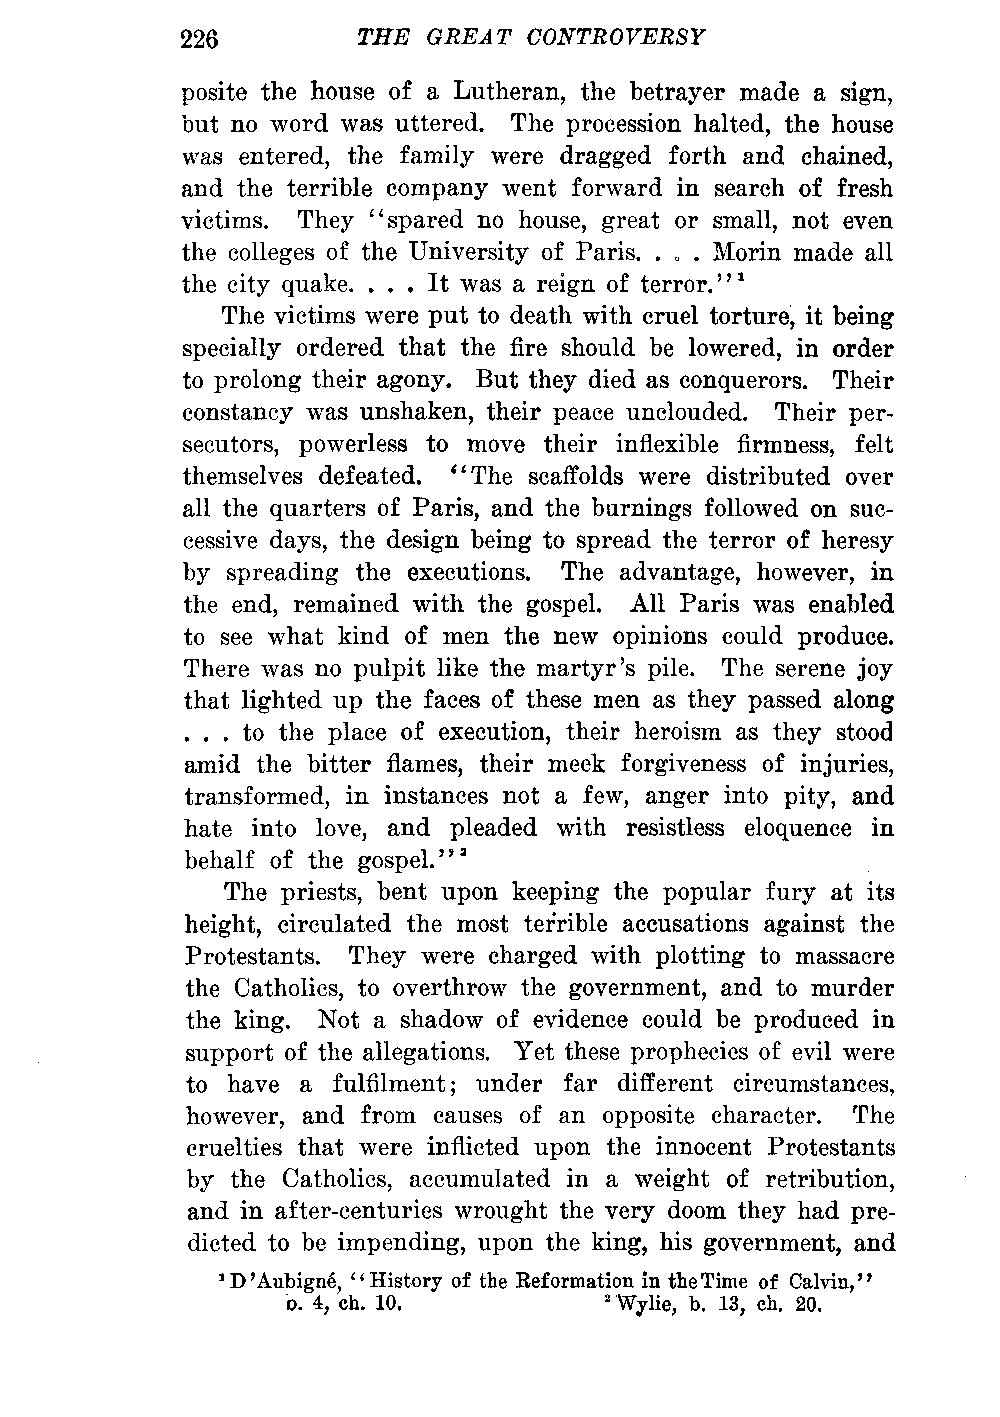 226 THE GREAT CONTROVERSY
posite the house of a Lutheran, the betrayer made a sign,
but no word was uttered. The procession halted, the house
was entered, the family were dragged forth and chained,
and the terrible company went forward in search of fresh
victims. They “spared no house, great or small, not even
the colleges of the University of Paris. . . . Morin made all
the city quake. . . . It was a reign of terror.”¹
The victims were put to death with cruel torture, it being
specially ordered that the fire should be lowered, in order
to prolong their agony. But they died as conquerors. Their
constancy was unshaken, their peace unclouded. Their per-
secutors, powerless to move their inflexible firmness, felt
themselves defeated. “The scaffolds were distributed over
all the quarters of Paris, and the burnings followed on suc-
cessive days, the design being to spread the terror of heresy
by spreading the executions. The advantage, however, in
the end, remained with the gospel. All Paris was enabled
to see what kind of men the new opinions could produce.
There was no pulpit like the martyr’s pile. The serene joy
that lighted up the faces of these men as they passed along
. . . to the place of execution, their heroism as they stood
amid the bitter flames, their meek forgiveness of injuries,
transformed, in instances not a few, anger into pity, and
hate into love, and pleaded with resistless eloquence in
behalf of the gospel.”²
The priests, bent upon keeping the popular fury at its
height, circulated the most terrible accusations against the
Protestants. They were charged with plotting to massacre
the Catholics, to overthrow the government, and to murder
the king. Not a shadow of evidence could be produced in
support of the allegations. Yet these prophecies of evil were
to have a fulfilment; under far different circumstances,
however, and from causes of an opposite character. The
cruelties that were inflicted upon the innocent Protestants
by the Catholics, accumulated in a weight of retribution,
and in after-centuries wrought the very doom they had pre-
dicted to be impending, upon the king, his government, and
¹ D’Aubigné, “History of the Reformation in the Time of Calvin,”
b. 4, ch. 10. ² Wylie, b. 13, ch. 20.